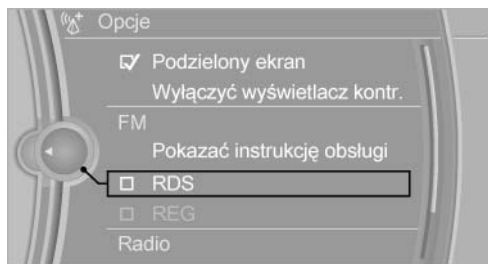 Opcje
Podzielony ekran
Wyłączyć wyświetlacz kontr.
FM
Pokazać instrukcję obsługi
RDS
REG
Radio